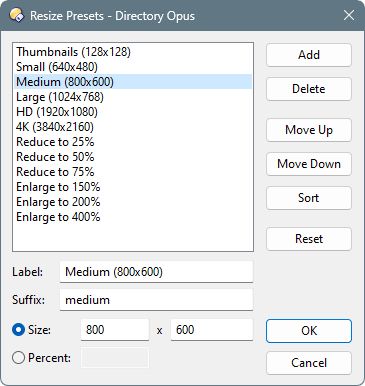 Resize Presets - Directory Opus
Thumbnails (128x128)
Small (640x480)
Medium (800x600)
Large (1024x768)
HD (1920x1080)
4K (3840x2160)
Reduce to 25%
Reduce to 50%
Reduce to 75%
Enlarge to 150%
Enlarge to 200%
Enlarge to 400%
Add
Delete
Move Up
Move Down
Sort
Reset
Label: Medium (800x600)
Suffix: medium
Size: 800 x 600
OK
Percent:
Cancel